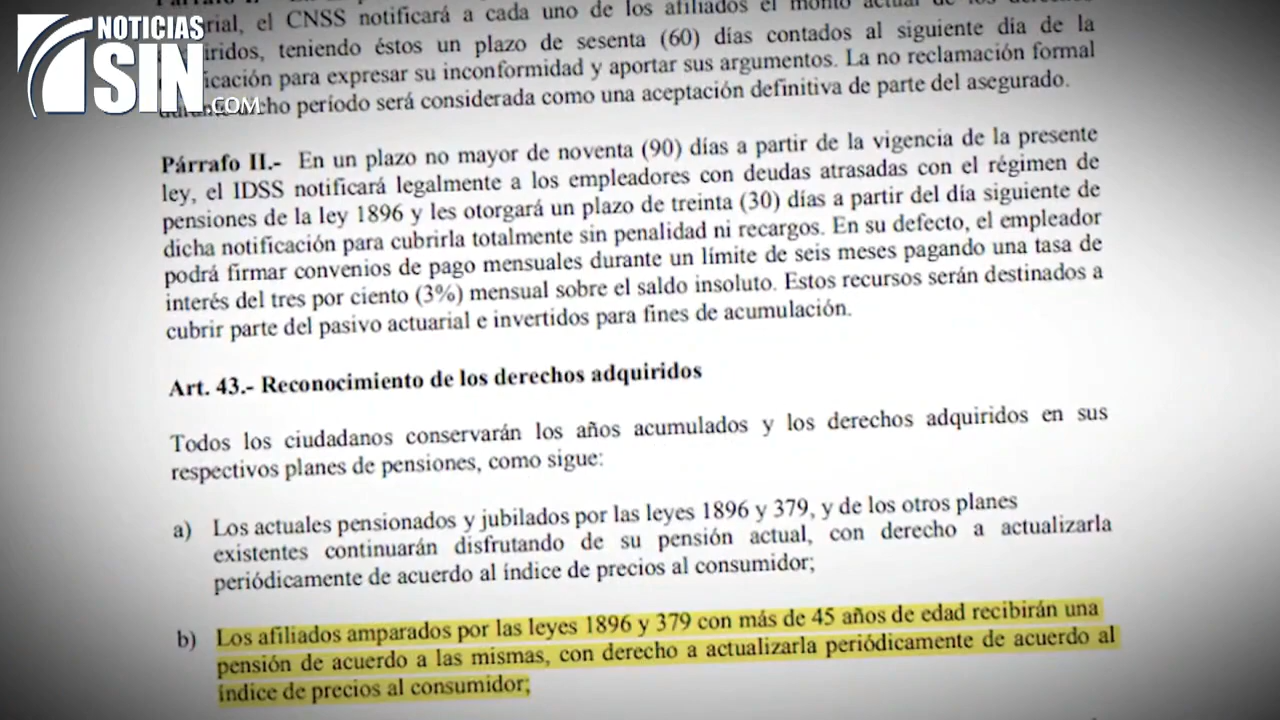 NOTICIAS
SIN
.COM
el CNSS notificará a cada uno de los afiliados el monto actual de los derechos
teniendo éstos un plazo de sesenta (60) días contados al siguiente día de la
para expresar su inconformidad y aportar sus argumentos. La no reclamación formal
período será considerada como una aceptación definitiva de parte del asegurado.
Párrafo II.- En un plazo no mayor de noventa (90) días a partir de la vigencia de la presente
ley, el IDSS notificará legalmente a los empleadores con deudas atrasadas con el régimen de
pensiones de la ley 1896 y les otorgará un plazo de treinta (30) días a partir del día siguiente de
dicha notificación para cubrirla totalmente sin penalidad ni recargos. En su defecto, el empleador
podrá firmar convenios de pago mensuales durante un límite de seis meses pagando una tasa de
interés del tres por ciento (3%) mensual sobre el saldo insoluto. Estos recursos serán destinados a
cubrir parte del pasivo actuarial e invertidos para fines de acumulación.
Art. 43.- Reconocimiento de los derechos adquiridos
Todos los ciudadanos conservarán los años acumulados y los derechos adquiridos en sus
respectivos planes de pensiones, como sigue:
a) Los actuales pensionados y jubilados por las leyes 1896 y 379, y de los otros planes
existentes continuarán disfrutando de su pensión actual, con derecho a actualizarla
periódicamente de acuerdo al índice de precios al consumidor;
b) Los afiliados amparados por las leyes 1896 y 379 con más de 45 años de edad recibirán una
pensión de acuerdo a las mismas, con derecho a actualizarla periódicamente de acuerdo al
índice de precios al consumidor;